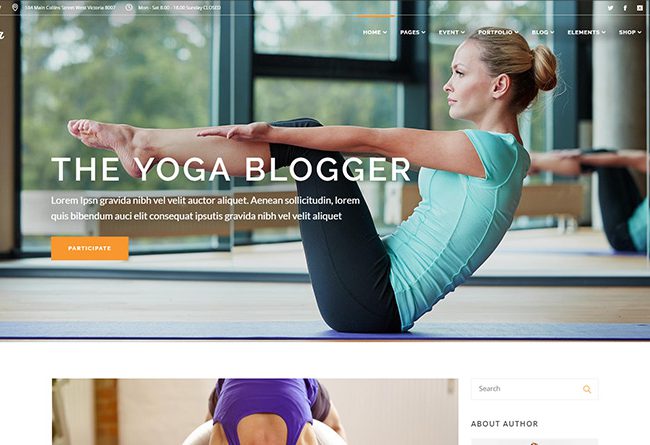 184 Main Collins Street West Victoria 8007 Mon - Sat 8.00 - 18.00 Sunday CLOSED
HOME PAGES EVENT PORTFOLIO BLOG ELEMENTS SHOP
THE YOGA BLOGGER
Lorem Ipsn gravida nibh vel velit auctor aliquet. Aenean sollicitudin, lorem
quis bibendum auci elit consequat ipsutis gravida nibh vel velit aliquet
PARTICIPATE
Search
ABOUT AUTHOR